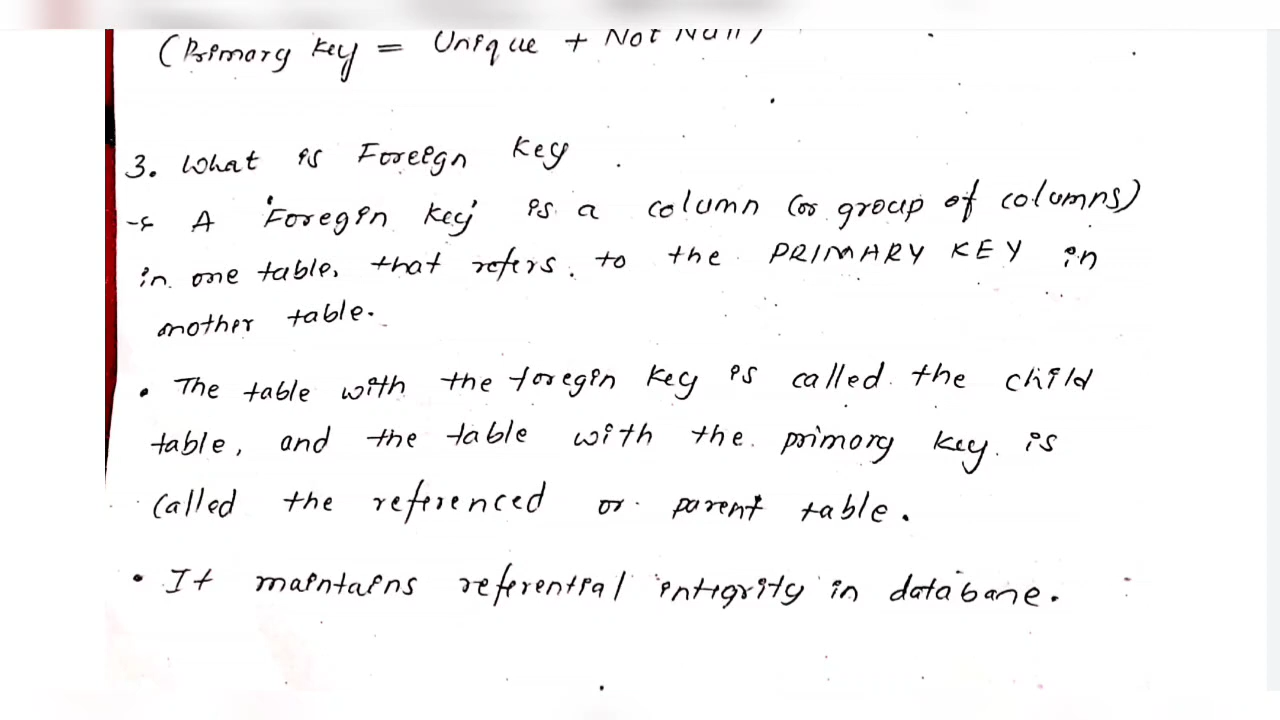 (Primary Key = Unique + Not Null)
3. What is Foreign Key.
→ A 'Foregin Key' is a column (or group of columns)
in one table, that refers to the PRIMARY KEY in
another table.
• The table with the foregin key is called the child
table, and the table with the primary key is
called the referenced or parent table.
• It maintains referential integrity in database.